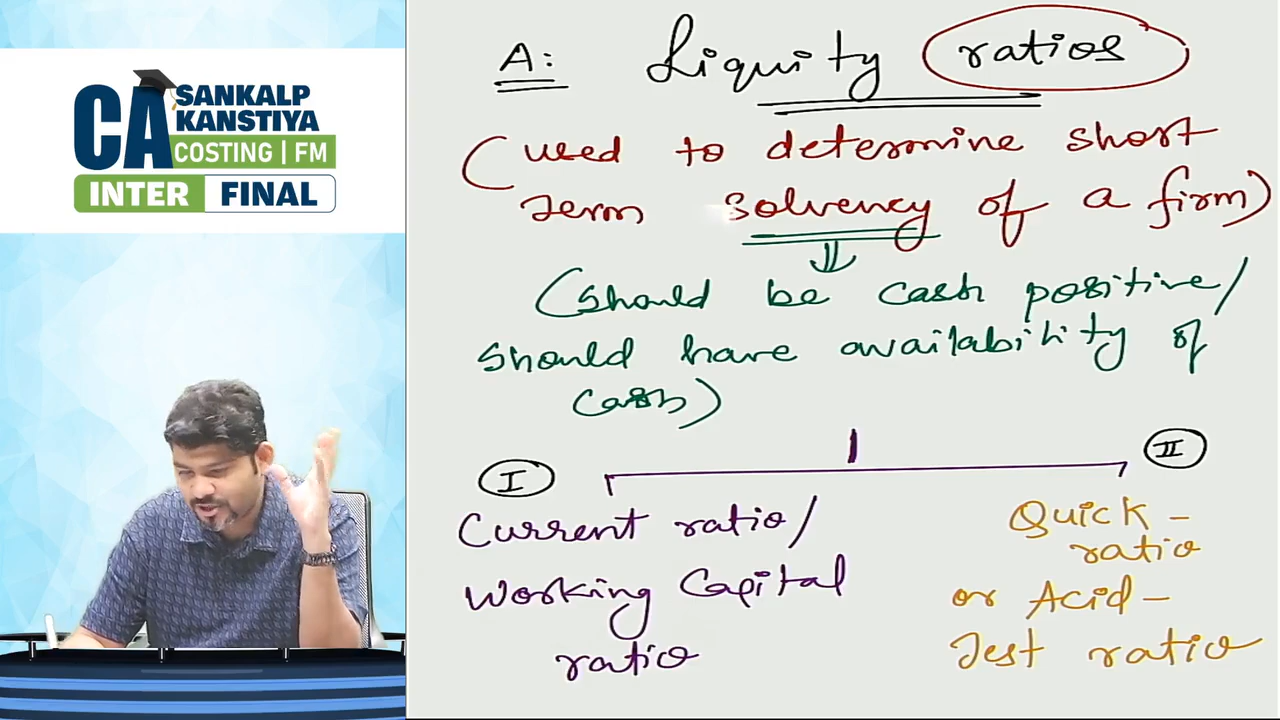 CA
SANKALP
KANSTIYA
COSTING | FM
INTER FINAL
A: Liquity ratios
(used to determine short
term solvency of a firm)
(should be cash positive/
should have availability of
cash)
I
II
Current ratio/
Working Capital
ratio
Quick -
ratio
or Acid -
Test ratio